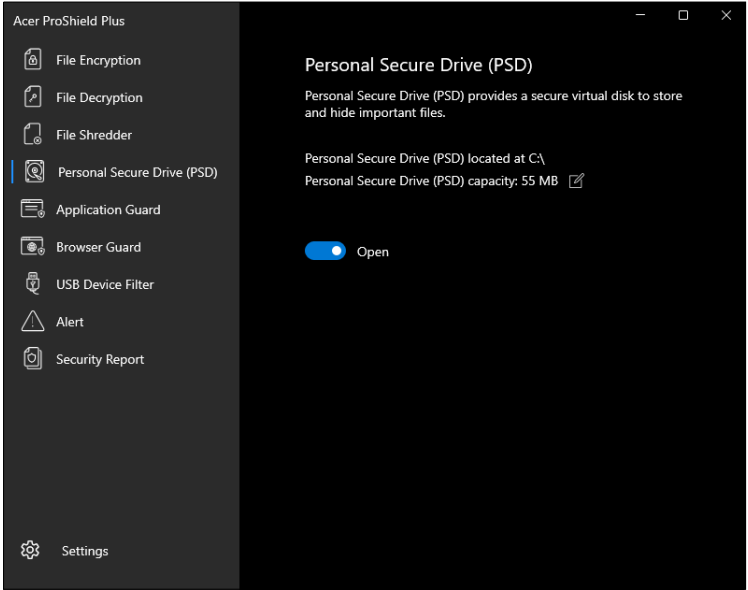 Acer ProShield Plus
File Encryption
File Decryption
File Shredder
Personal Secure Drive (PSD)
Application Guard
Browser Guard
USB Device Filter
Alert
Security Report
Settings
Personal Secure Drive (PSD)
Personal Secure Drive (PSD) provides a secure virtual disk to store
and hide important files.
Personal Secure Drive (PSD) located at C:\
Personal Secure Drive (PSD) capacity: 55 MB
Open